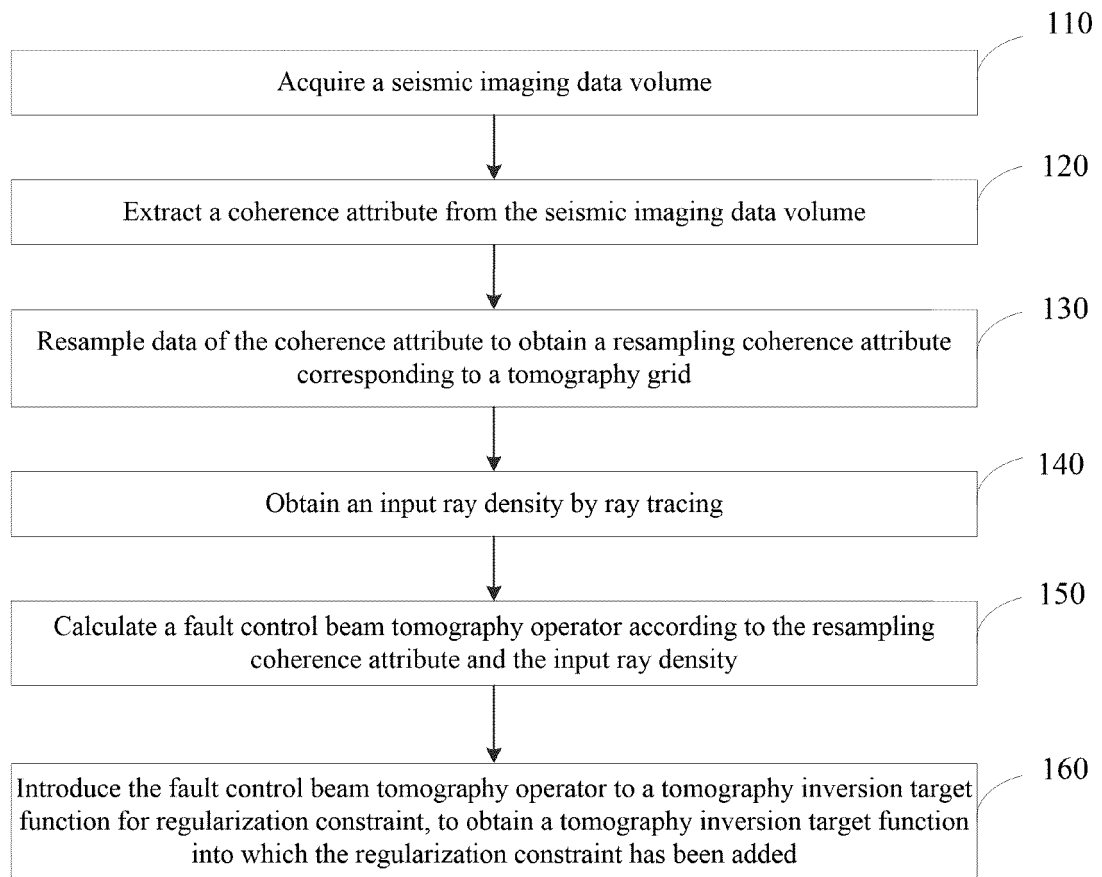 110
Acquire a seismic imaging data volume
120
Extract a coherence attribute from the seismic imaging data volume
130
Resample data of the coherence attribute to obtain a resampling coherence attribute
corresponding to a tomography grid
140
Obtain an input ray density by ray tracing
150
Calculate a fault control beam tomography operator according to the resampling
coherence attribute and the input ray density
160
Introduce the fault control beam tomography operator to a tomography inversion target
function for regularization constraint, to obtain a tomography inversion target function
into which the regularization constraint has been added